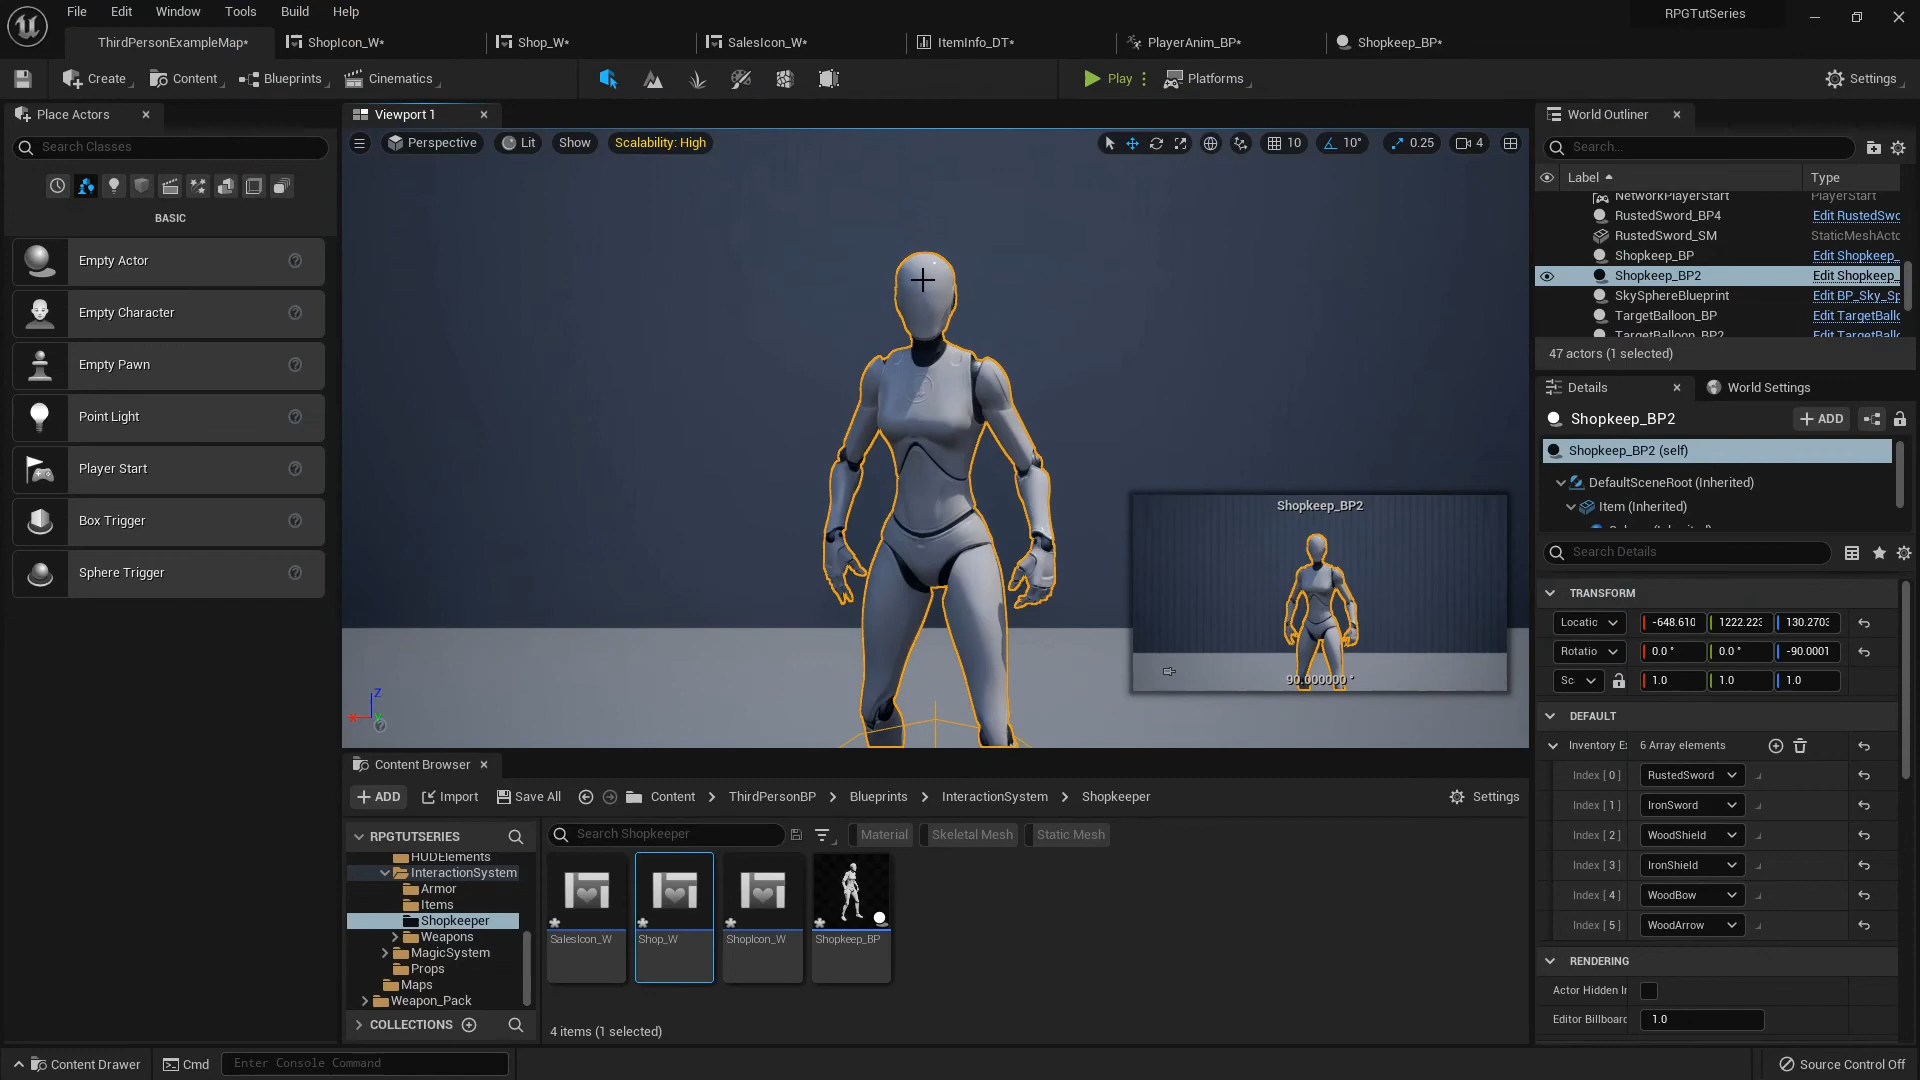 File Edit Window Tools Build Help
RPGTutSeries
ThirdPersonExampleMap*
ShopIcon_W*
Shop_W*
SalesIcon_W*
ItemInfo_DT*
PlayerAnim_BP*
Shopkeep_BP*
Create
Content
Blueprints
Cinematics
Play
Platforms
Settings
Place Actors
Search Classes
BASIC
Empty Actor
Empty Character
Empty Pawn
Point Light
Player Start
Box Trigger
Sphere Trigger
Viewport 1
Perspective
Lit
Show
Scalability: High
10
10°
0.25
4
Z
X
Y
Shopkeep_BP2
90.000000 °
World Outliner
Search...
Label
Type
NetworkPlayerStart PlayerStart
RustedSword_BP4 Edit RustedSwo
RustedSword_SM StaticMeshActo
Shopkeep_BP Edit Shopkeep_
Shopkeep_BP2 Edit Shopkeep_
SkySphereBlueprint Edit BP_Sky_Sp
TargetBalloon_BP Edit TargetBallo
TargetBalloon_BP2 Edit TargetBallo
47 actors (1 selected)
Details
World Settings
Shopkeep_BP2
ADD
Shopkeep_BP2 (self)
DefaultSceneRoot (Inherited)
Item (Inherited)
Search Details
TRANSFORM
Locatio -648.610 1222.223 130.2703
Rotatio 0.0 ° 0.0 ° -90.0001
Sc 1.0 1.0 1.0
DEFAULT
Inventory E 6 Array elements
Index [ 0 ] RustedSword
Index [ 1 ] IronSword
Index [ 2 ] WoodShield
Index [ 3 ] IronShield
Index [ 4 ] WoodBow
Index [ 5 ] WoodArrow
RENDERING
Actor Hidden I
Editor Billboard 1.0
Content Browser
ADD
Import
Save All
Content > ThirdPersonBP > Blueprints > InteractionSystem > Shopkeeper
Settings
RPGTUTSERIES
HUDElements
InteractionSystem
Armor
Items
Shopkeeper
Weapons
MagicSystem
Props
Maps
Weapon_Pack
COLLECTIONS
Search Shopkeeper
Material
Skeletal Mesh
Static Mesh
SalesIcon_W
Shop_W
ShopIcon_W
Shopkeep_BP
4 items (1 selected)
Content Drawer
Cmd
Enter Console Command
Source Control Off